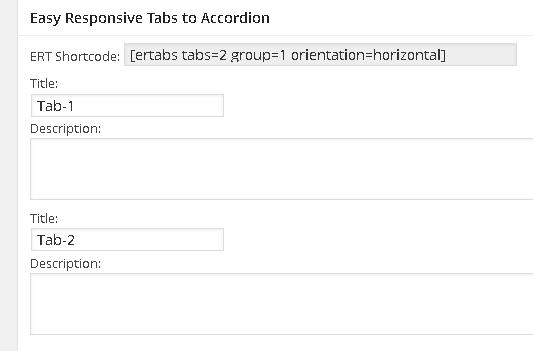 Easy Responsive Tabs to Accordion
ERT Shortcode: [ertabs tabs=2 group=1 orientation=horizontal]
Title:
Tab-1
Description:
Title:
Tab-2
Description: